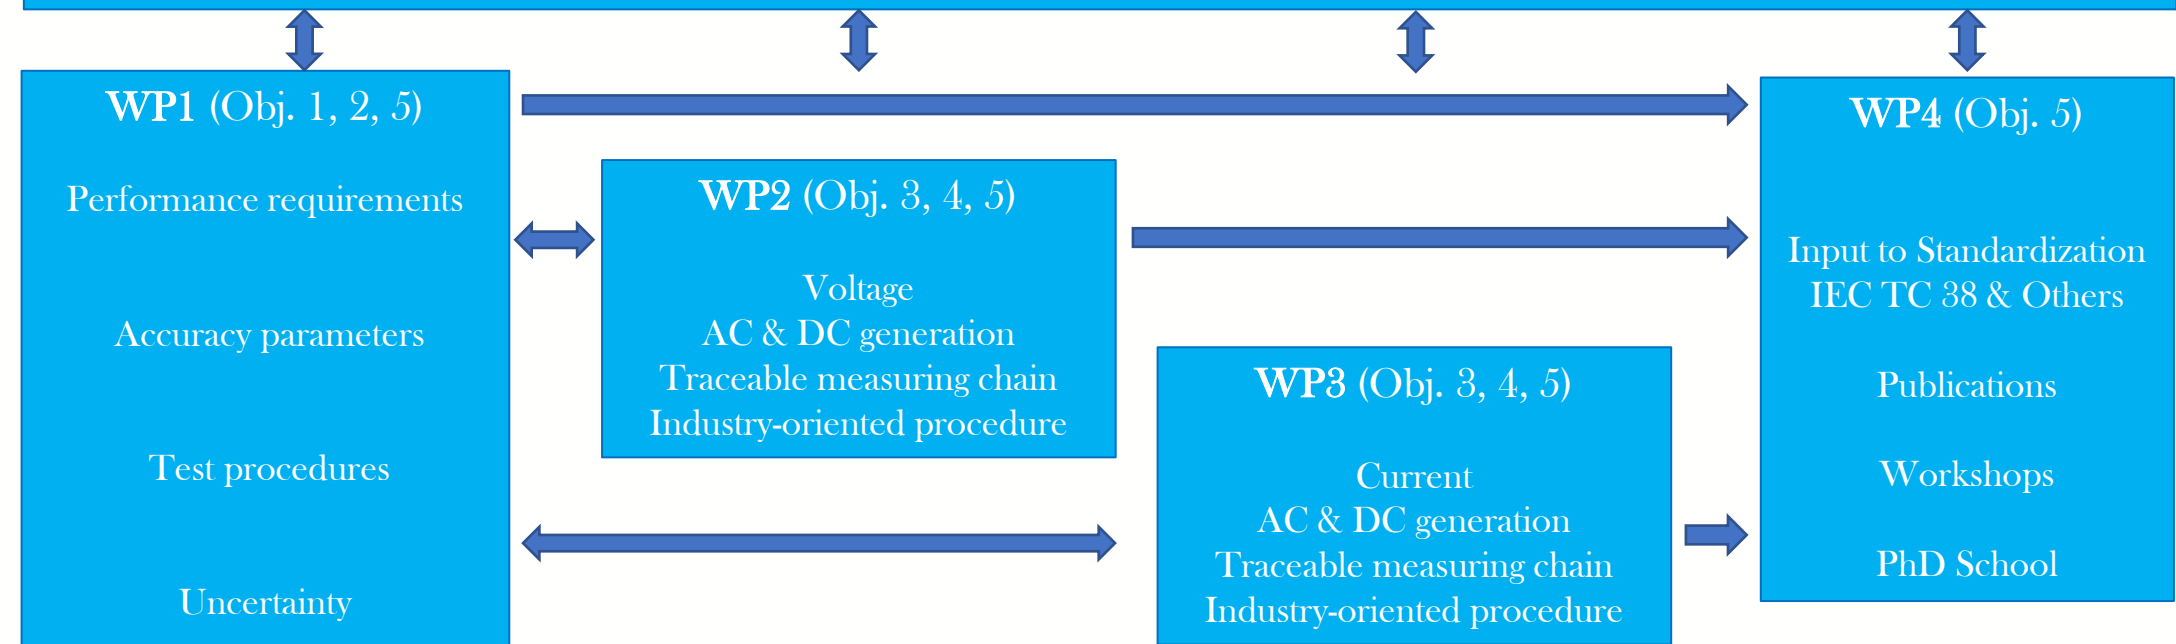 WP1 (Obj. 1, 2, 5)
Performance requirements
Accuracy parameters
Test procedures
Uncertainty
WP2 (Obj. 3, 4, 5)
Voltage
AC & DC generation
Traceable measuring chain
Industry-oriented procedure
WP3 (Obj. 3, 4, 5)
Current
AC & DC generation
Traceable measuring chain
Industry-oriented procedure
WP4 (Obj. 5)
Input to Standardization
IEC TC 38 & Others
Publications
Workshops
PhD School